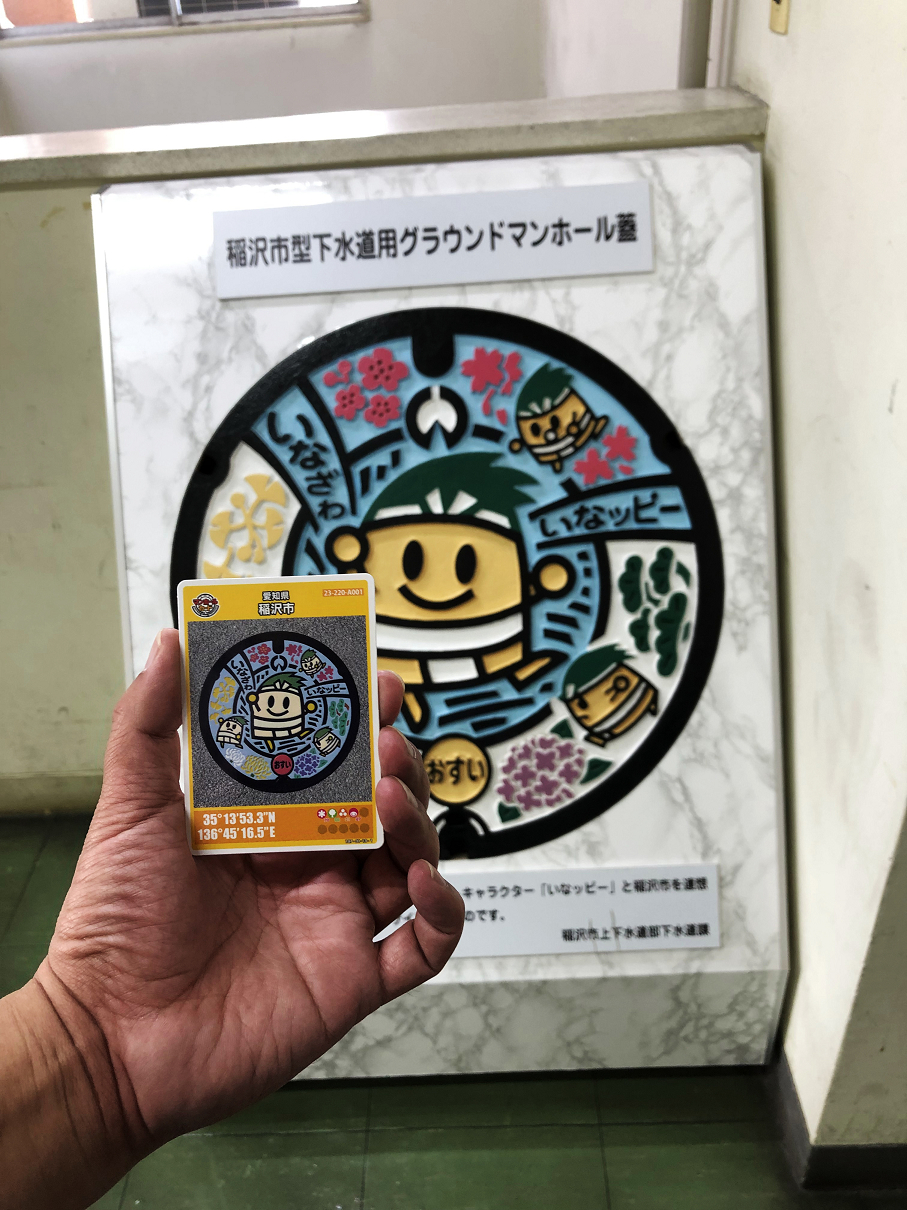 稲沢市型下水道用グラウンドマンホール蓋
いなざわ
いなッピー
おすい
愛知県
23-220-A001
稲沢市
いなざわ
いなッピー
おすい
35°13'53.3"N
136°45'16.5"E
キャラクター「いなッピー」と稲沢市を連想
のです。
稲沢市上下水道部下水道課